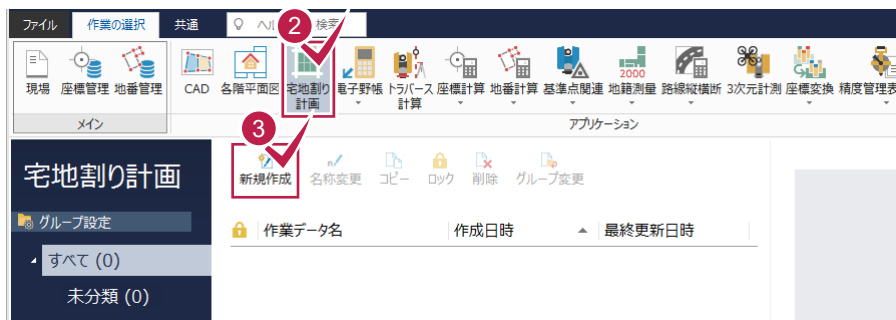 ファイル 作業の選択 共通 検索
2
現場 座標管理 地番管理 CAD 各階平面図 宅地割り計画 電子野帳 トラバース計算 座標計算 地番計算 基準点関連 地籍測量 路線縦横断 3次元計測 座標変換 精度管理表
2000
メイン アプリケーション
3
宅地割り計画
新規作成 名称変更 コピー ロック 削除 グループ変更
グループ設定
作業データ名 作成日時 最終更新日時
すべて (0)
未分類 (0)